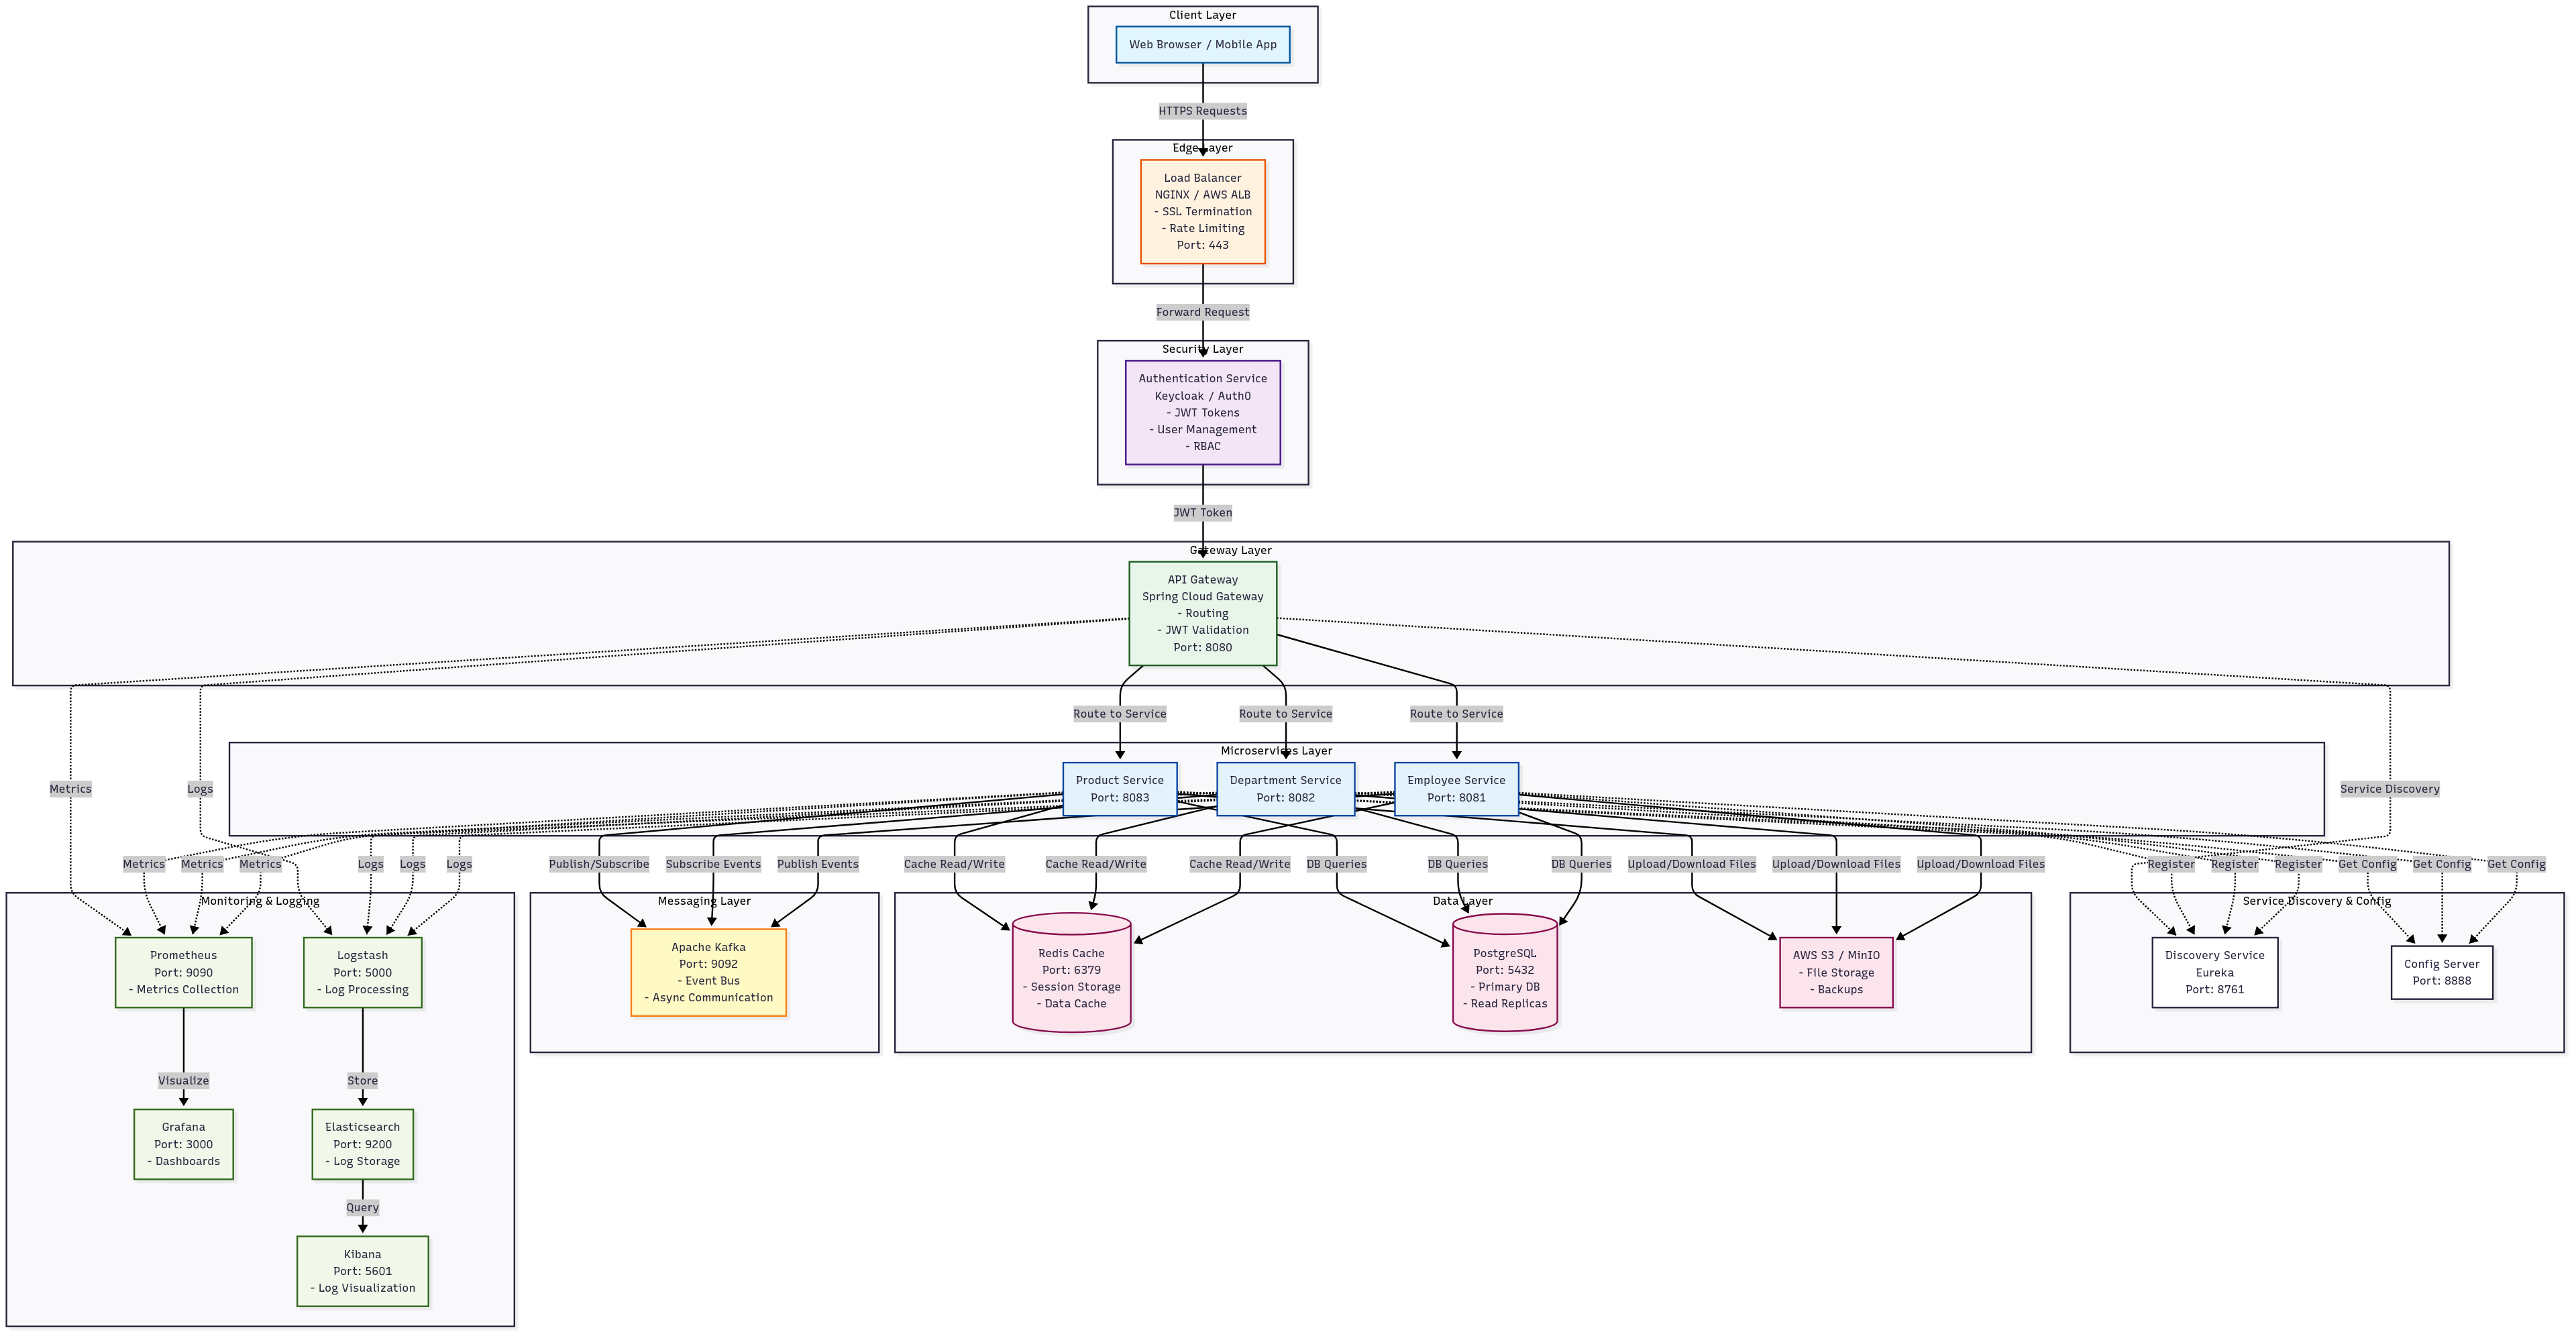 Client Layer
Web Browser / Mobile App
HTTPS Requests
Edge Layer
Load Balancer
NGINX / AWS ALB
- SSL Termination
- Rate Limiting
Port: 443
Forward Request
Security Layer
Authentication Service
Keycloak / Auth0
- JWT Tokens
- User Management
- RBAC
JWT Token
Gateway Layer
API Gateway
Spring Cloud Gateway
- Routing
- JWT Validation
Port: 8080
Route to Service
Route to Service
Route to Service
Microservices Layer
Product Service
Port: 8083
Department Service
Port: 8082
Employee Service
Port: 8081
Metrics
Logs
Service Discovery
Metrics
Metrics
Metrics
Logs
Logs
Logs
Publish/Subscribe
Subscribe Events
Publish Events
Cache Read/Write
Cache Read/Write
Cache Read/Write
DB Queries
DB Queries
DB Queries
Upload/Download Files
Upload/Download Files
Upload/Download Files
Register
Register
Register
Get Config
Get Config
Get Config
Monitoring & Logging
Prometheus
Port: 9090
- Metrics Collection
Logstash
Port: 5000
- Log Processing
Visualize
Store
Grafana
Port: 3000
- Dashboards
Elasticsearch
Port: 9200
- Log Storage
Query
Kibana
Port: 5601
- Log Visualization
Messaging Layer
Apache Kafka
Port: 9092
- Event Bus
- Async Communication
Data Layer
Redis Cache
Port: 6379
- Session Storage
- Data Cache
PostgreSQL
Port: 5432
- Primary DB
- Read Replicas
AWS S3 / MinIO
- File Storage
- Backups
Service Discovery & Config
Discovery Service
Eureka
Port: 8761
Config Server
Port: 8888